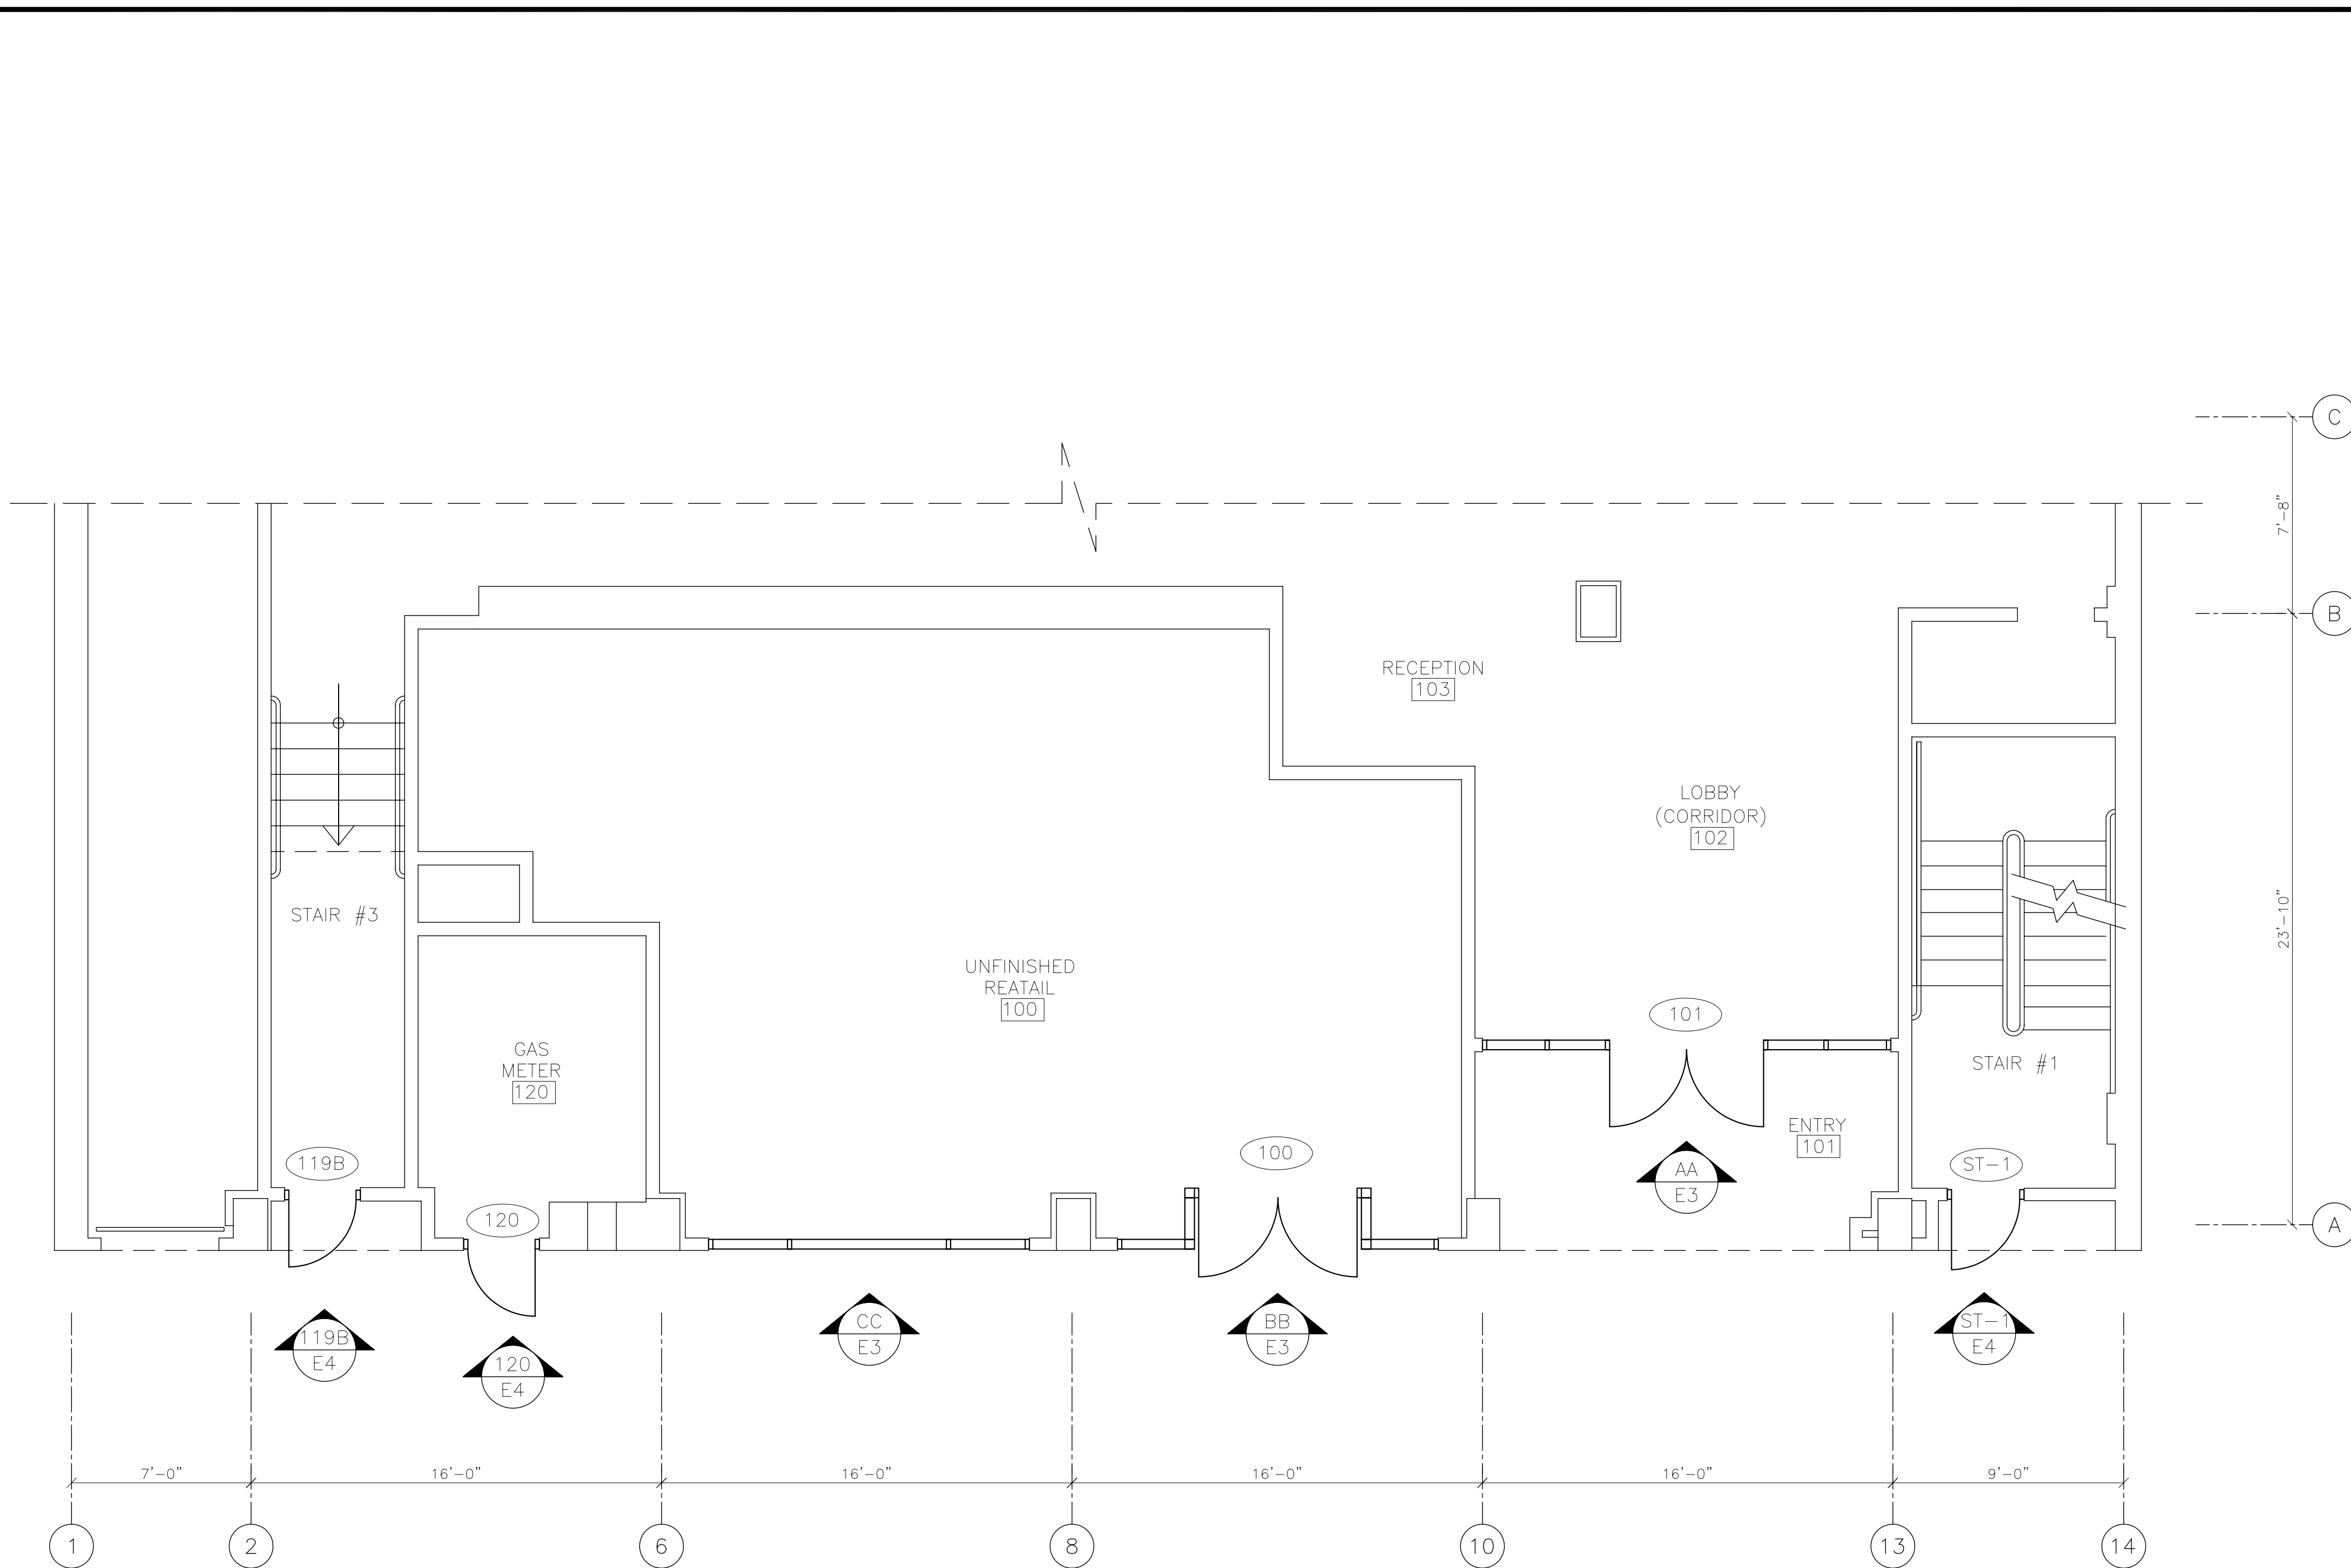 C
7'-8"
B
RECEPTION
103
LOBBY
(CORRIDOR)
102
23'-10"
STAIR #3
UNFINISHED
REATAIL
100
101
GAS
METER
120
STAIR #1
ENTRY
101
119B
100
ST-1
AA
E3
120
A
119B
E4
120
E4
CC
E3
BB
E3
ST-1
E4
7'-0"
16'-0"
16'-0"
16'-0"
16'-0"
9'-0"
1
2
6
8
10
13
14